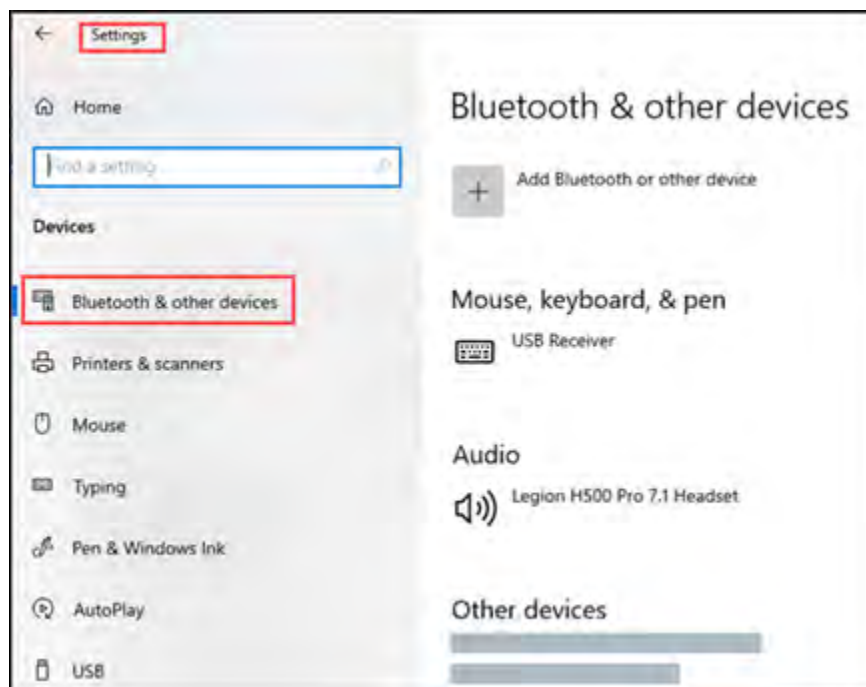 Settings
Home
Find a setting
Devices
Bluetooth & other devices
Printers & scanners
Mouse
Typing
Pen & Windows Ink
AutoPlay
USB
Bluetooth & other devices
Add Bluetooth or other device
Mouse, keyboard, & pen
USB Receiver
Audio
Legion H500 Pro 7.1 Headset
Other devices